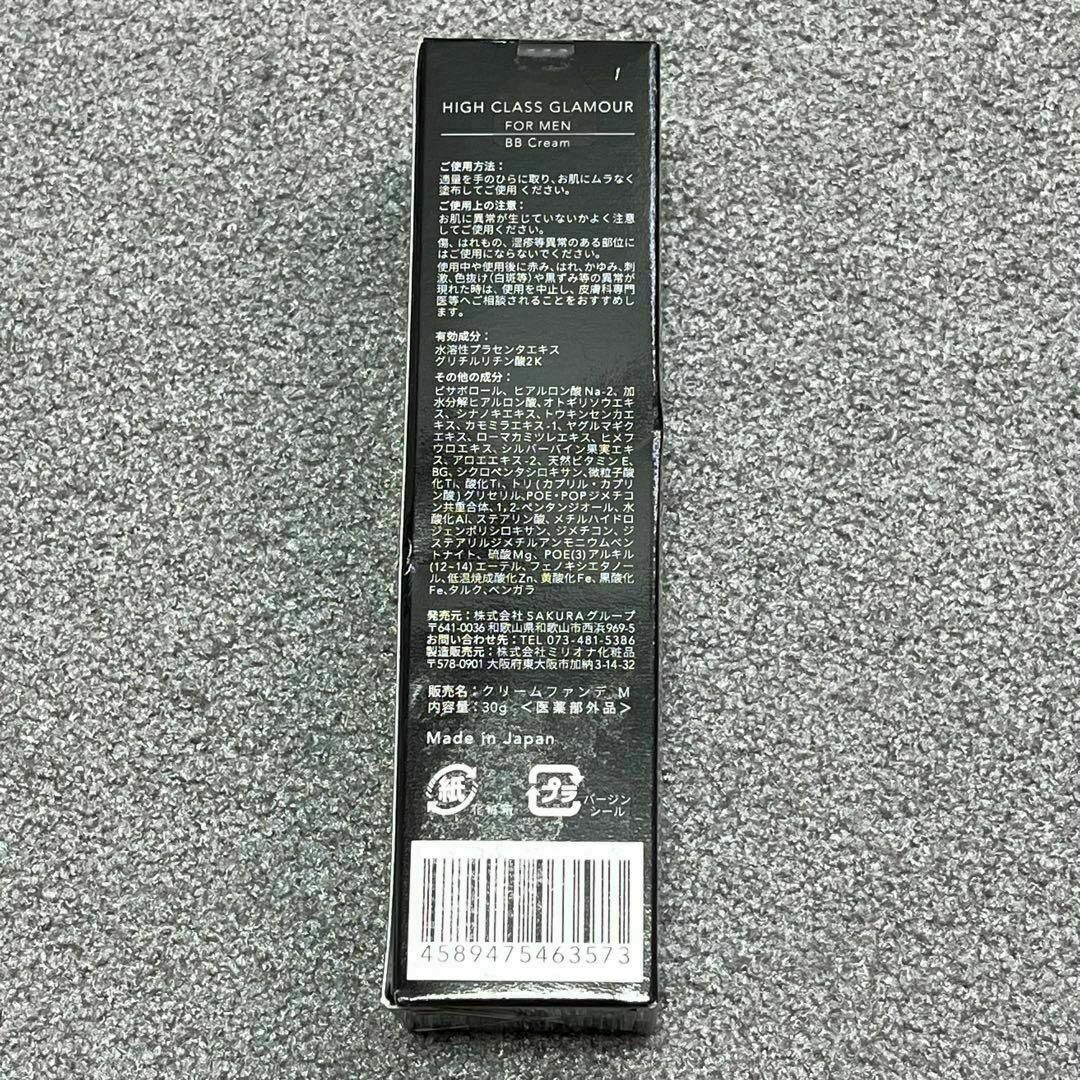 HIGH CLASS GLAMOUR
FOR MEN
BB Cream
ご使用方法：
適量を手のひらに取り、お肌にムラなく
塗布してご使用ください。
ご使用上の注意：
お肌に異常が生じていないかよく注意
してご使用ください。
傷、はれもの、湿疹等異常のある部位に
はご使用にならないでください。
使用中や使用後に赤み、はれ、かゆみ、刺
激、色抜け(白斑等)や黒ずみ等の異常が
現れた時は、使用を中止し、皮膚科専門
医等へご相談されることをおすすめしま
す。
有効成分：
水溶性プラセンタエキス
グリチルリチン酸2K
その他の成分：
ビサボロール、ヒアルロン酸Na-2、加
水分解ヒアルロン酸、オトギリソウエキ
ス、シナノキエキス、トウキンセンカエ
キス、カモミラエキス-1、ヤグルマギク
エキス、ローマカミツレエキス、ヒメフ
ウロエキス、シルバーバイン果実エキ
ス、アロエエキス-2、天然ビタミンE、
BG、シクロペンタシロキサン、微粒子酸
化Ti、酸化Ti、トリ(カプリル・カプリ
ン酸)グリセリル、POE・POPジメチコ
ン共重合体、1,2-ペンタンジオール、水
酸化Al、ステアリン酸、メチルハイドロ
ジェンポリシロキサン、ジメチコン、ジ
ステアリルジメチルアンモニウムベン
トナイト、硫酸Mg、POE(3)アルキル
(12~14)エーテル、フェノキシエタノー
ル、低温焼成酸化Zn、黄酸化Fe、黒酸化
Fe、タルク、ベンガラ
発売元：株式会社SAKURAグループ
〒641-0036 和歌山県和歌山市西浜969-5
お問い合わせ先：TEL 073-481-5386
製造販売元：株式会社ミリオナ化粧品
〒578-0901 大阪府東大阪市加納3-14-32
販売名：クリームファンデ M
内容量：30g <医薬部外品>
Made in Japan
紙
化粧箱
プラ
バージン
シール
4589475463573